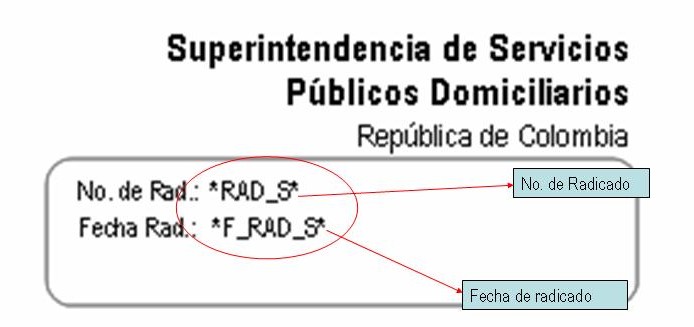 Superintendencia de Servicios
Públicos Domiciliarios
República de Colombia
No. de Rad.: *RAD_S*
No. de Radicado
Fecha Rad.: *F_RAD_S*
Fecha de radicado